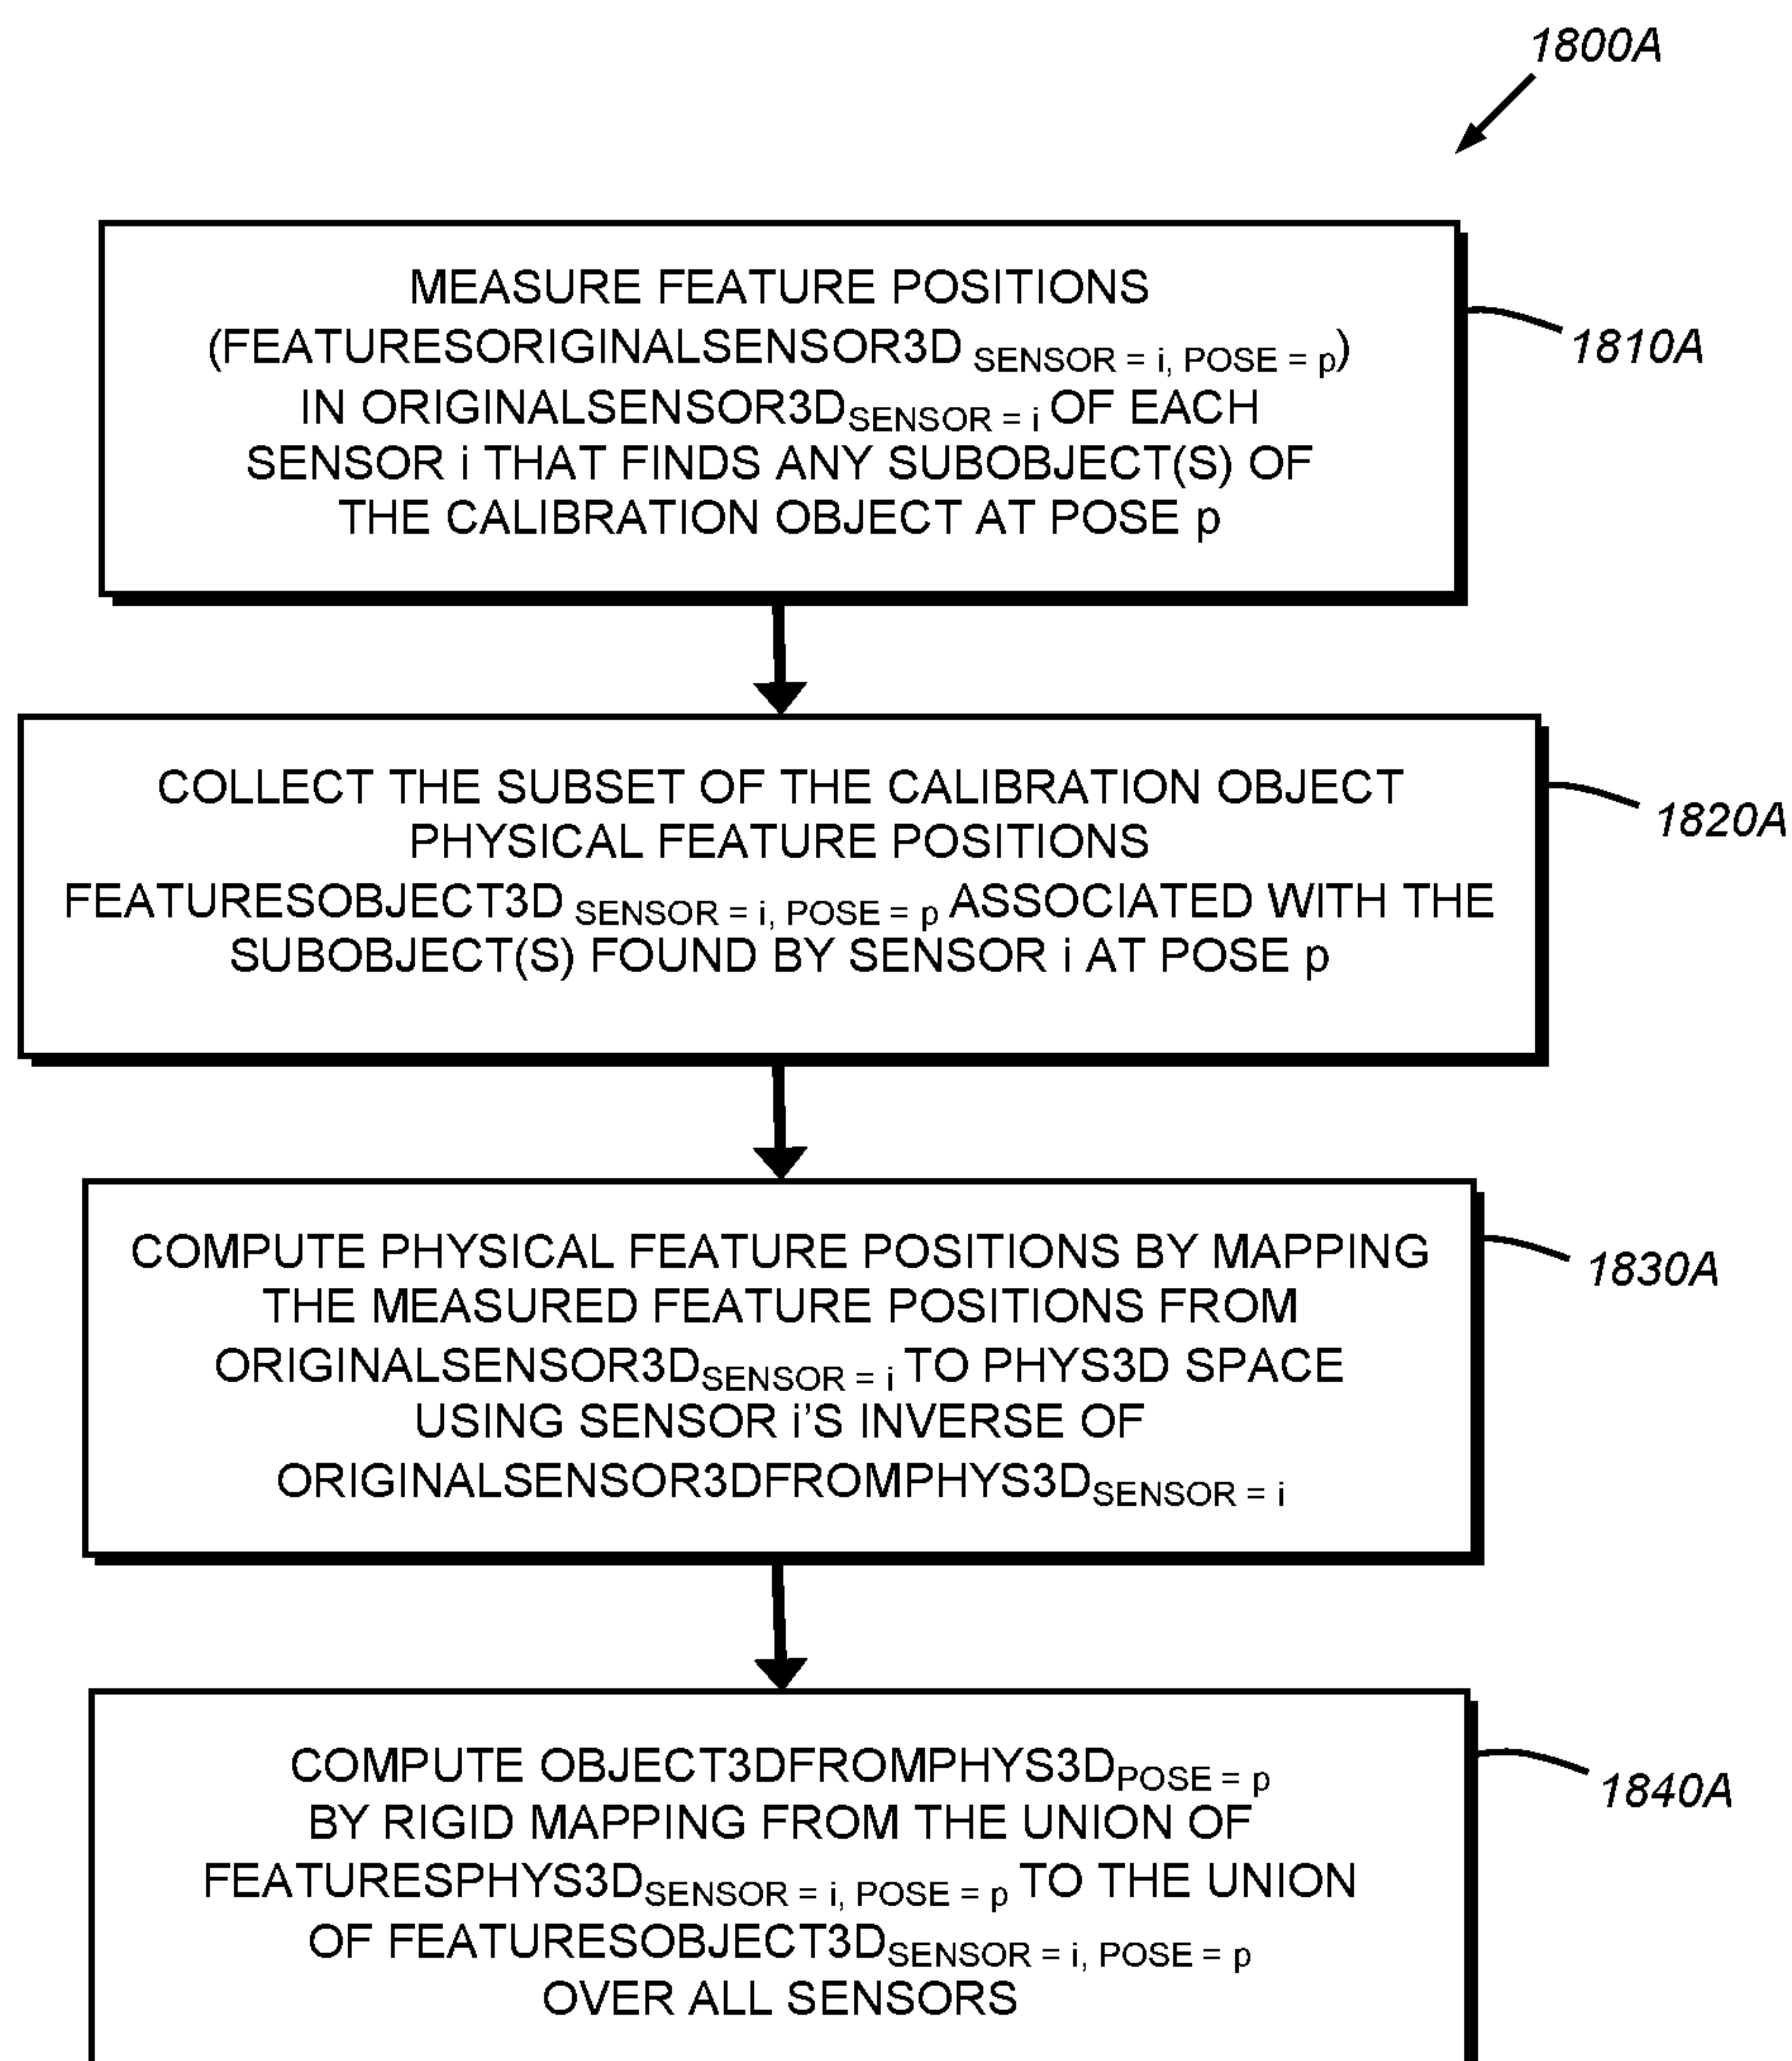 1800A
MEASURE FEATURE POSITIONS
(FEATURESORIGINALSENSOR3D SENSOR = i, POSE = p)
IN ORIGINALSENSOR3DSENSOR = i OF EACH
SENSOR i THAT FINDS ANY SUBOBJECT(S) OF
THE CALIBRATION OBJECT AT POSE p
1810A
COLLECT THE SUBSET OF THE CALIBRATION OBJECT
PHYSICAL FEATURE POSITIONS
FEATURESOBJECT3D SENSOR = i, POSE = p ASSOCIATED WITH THE
SUBOBJECT(S) FOUND BY SENSOR i AT POSE p
1820A
COMPUTE PHYSICAL FEATURE POSITIONS BY MAPPING
THE MEASURED FEATURE POSITIONS FROM
ORIGINALSENSOR3DSENSOR = i TO PHYS3D SPACE
USING SENSOR i’S INVERSE OF
ORIGINALSENSOR3DFROMPHYS3DSENSOR = i
1830A
COMPUTE OBJECT3DFROMPHYS3DPOSE = p
BY RIGID MAPPING FROM THE UNION OF
FEATURESPHYS3DSENSOR = i, POSE = p TO THE UNION
OF FEATURESOBJECT3DSENSOR = i, POSE = p
OVER ALL SENSORS
1840A